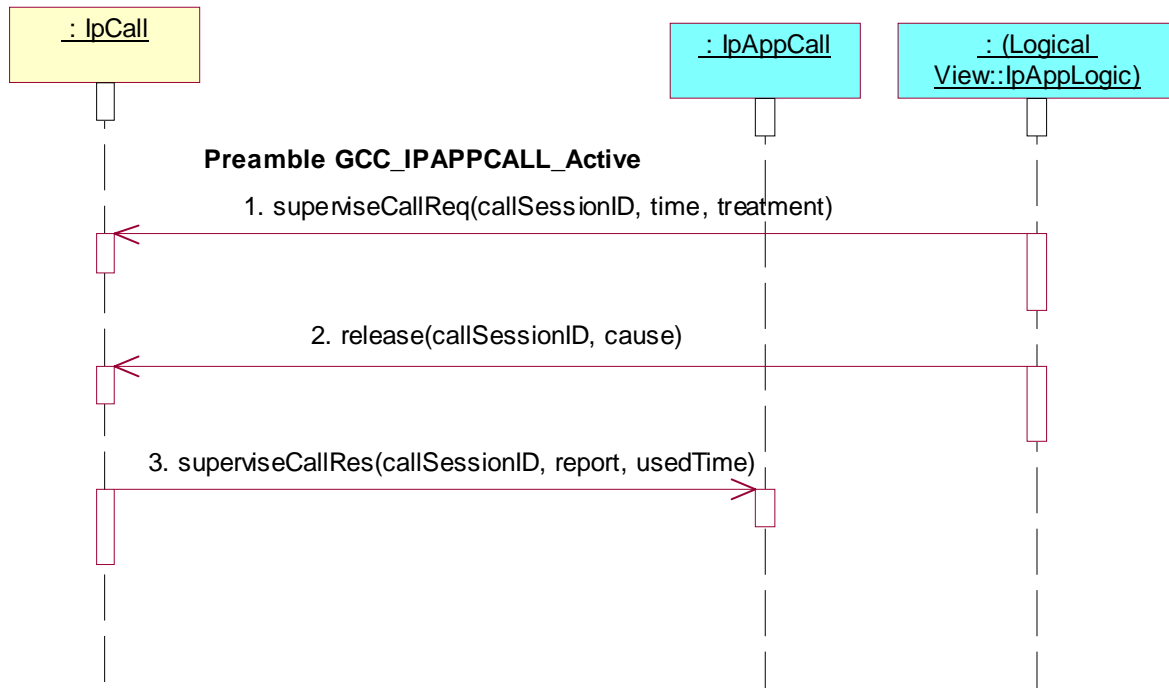 : IpCall
: IpAppCall
: (Logical
View::IpAppLogic)
Preamble GCC_IPAPPCALL_Active
1. superviseCallReq(callSessionID, time, treatment)
2. release(callSessionID, cause)
3. superviseCallRes(callSessionID, report, usedTime)